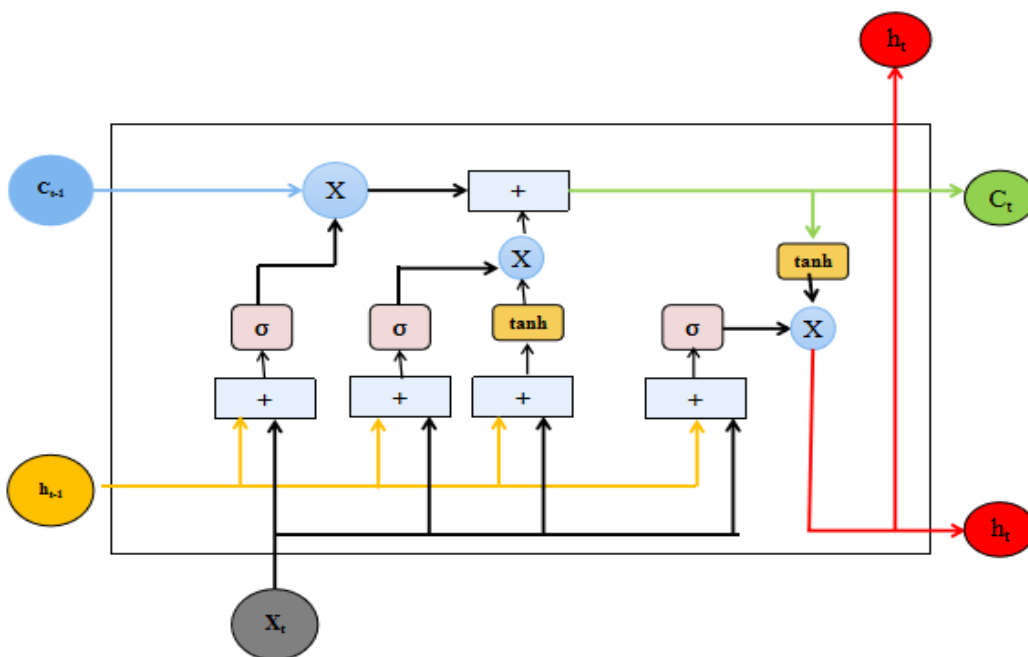 hₜ
Cₜ₋₁
X
+
Cₜ
X
tanh
σ
σ
tanh
σ
X
+
+
+
+
hₜ₋₁
hₜ
Xₜ